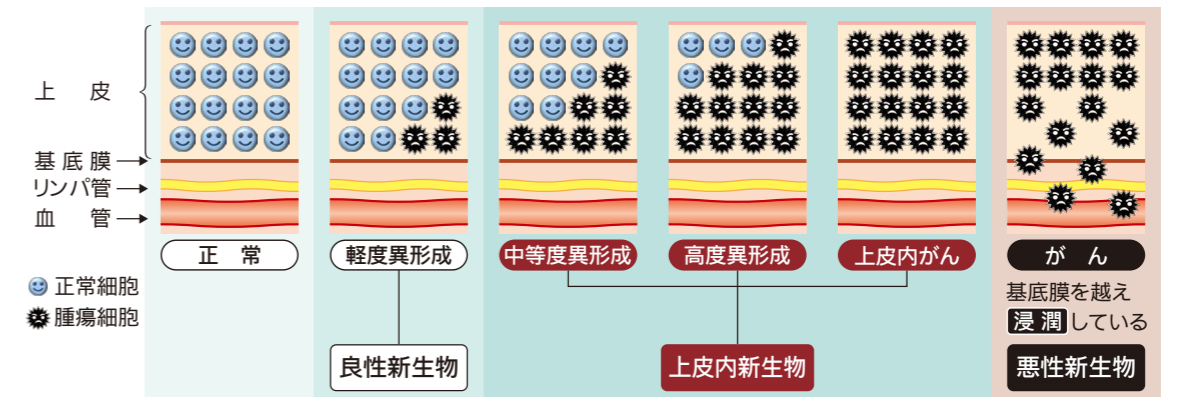 上 皮
基底膜
リンパ管
血 管
正 常
軽度異形成
中等度異形成
高度異形成
上皮内がん
が ん
正常細胞
腫瘍細胞
基底膜を越え
浸潤している
良性新生物
上皮内新生物
悪性新生物